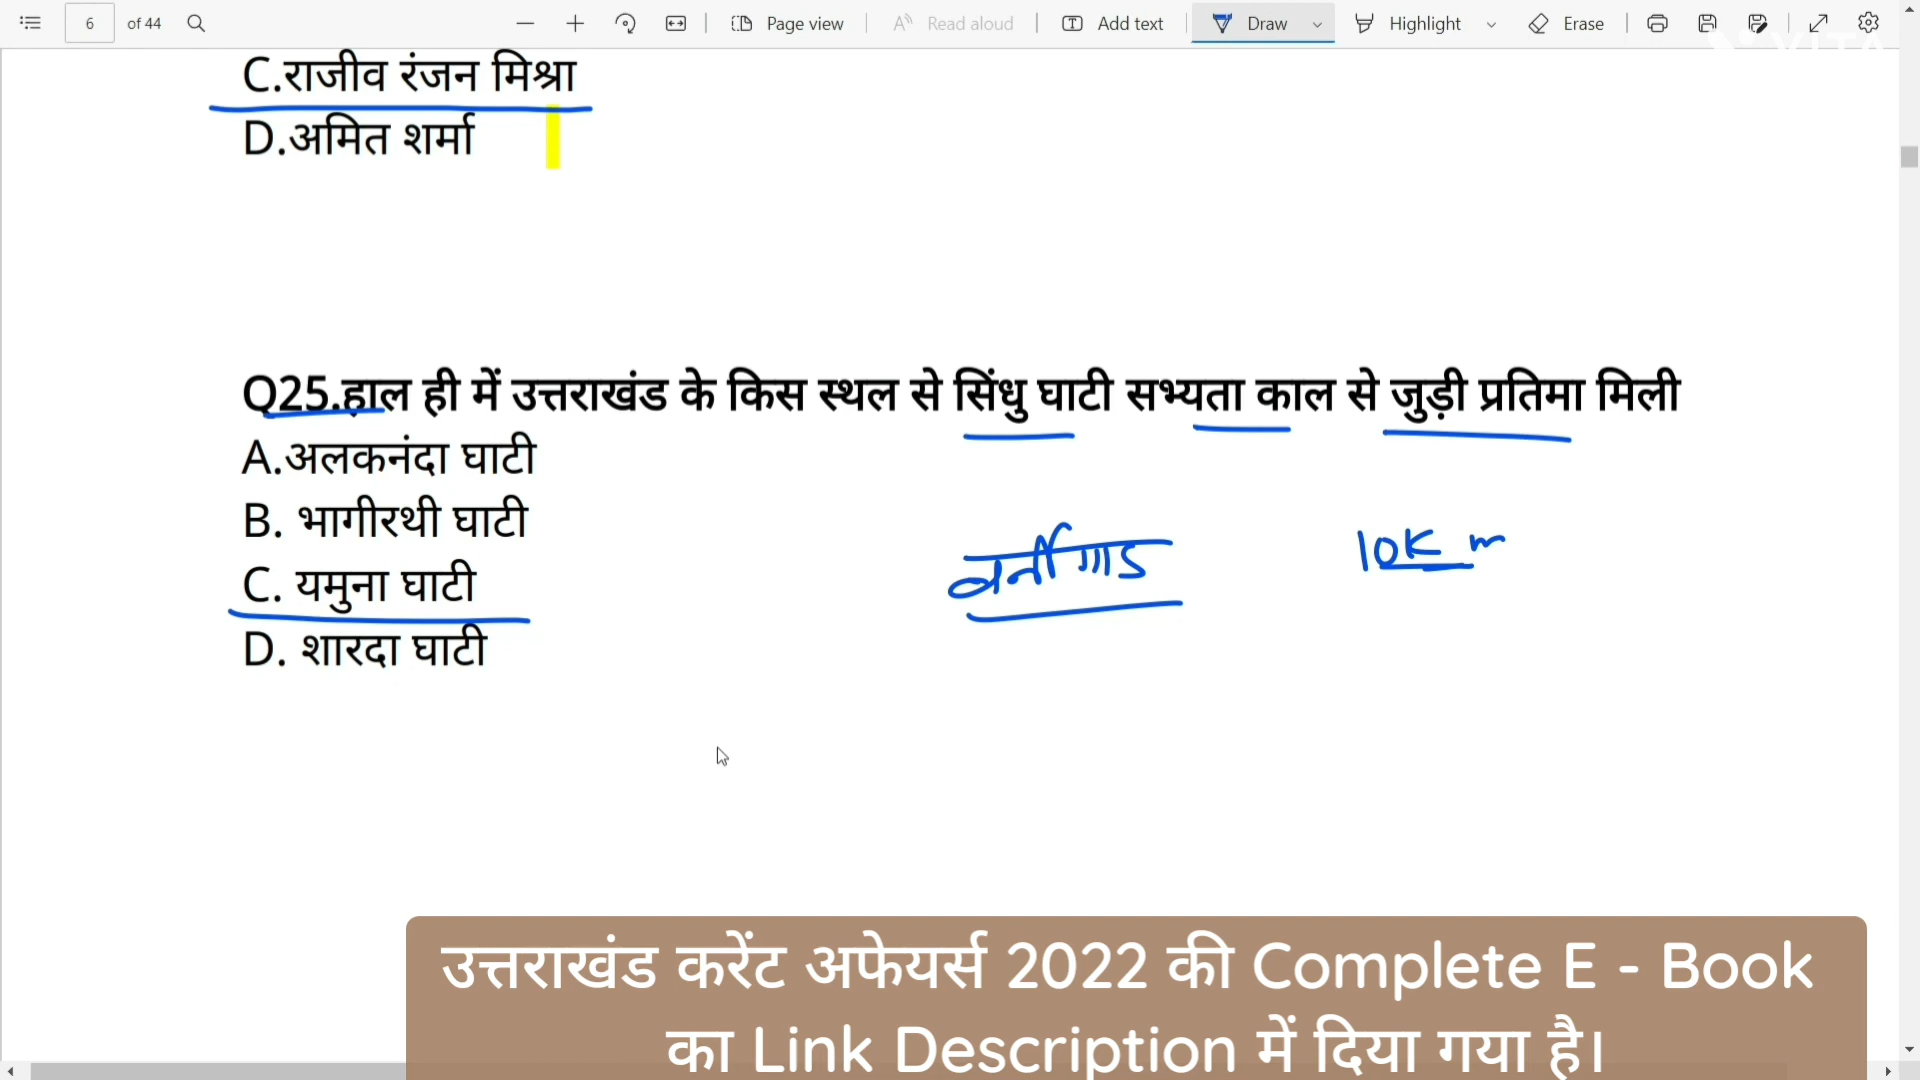 6 of 44 Page view Read aloud Add text Draw Highlight Erase
C.राजीव रंजन मिश्रा
D.अमित शर्मा
Q25.हाल ही में उत्तराखंड के किस स्थल से सिंधु घाटी सभ्यता काल से जुड़ी प्रतिमा मिली
A.अलकनंदा घाटी
B. भागीरथी घाटी
10K m
C. यमुना घाटी
D. शारदा घाटी
उत्तराखंड करेंट अफेयर्स 2022 की Complete E - Book
का Link Description में दिया गया है।